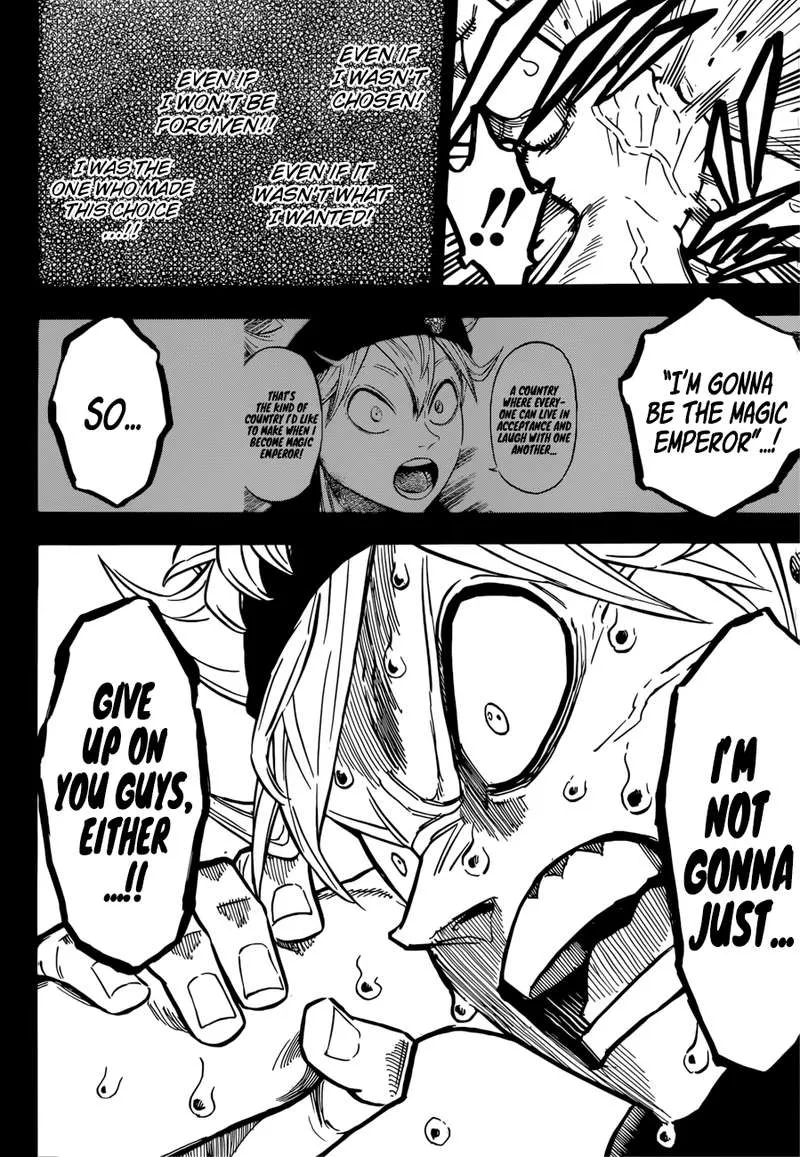 !!
EVEN IF
I WASN'T
CHOSEN!
EVEN IF
I WON'T BE
FORGIVEN!!
EVEN IF IT
WASN'T WHAT
I WANTED!
I WAS THE
ONE WHO MADE
THIS CHOICE
....!!
"I'M GONNA
BE THE MAGIC
EMPEROR"...!
A COUNTRY
WHERE EVERY-
ONE CAN LIVE IN
ACCEPTANCE AND
LAUGH WITH ONE
ANOTHER...
THAT'S
THE KIND OF
COUNTRY I'D LIKE
TO MAKE WHEN I
BECOME MAGIC
EMPEROR!
SO...
I'M
NOT
GONNA
JUST...
GIVE
UP ON
YOU GUYS,
EITHER
....!!